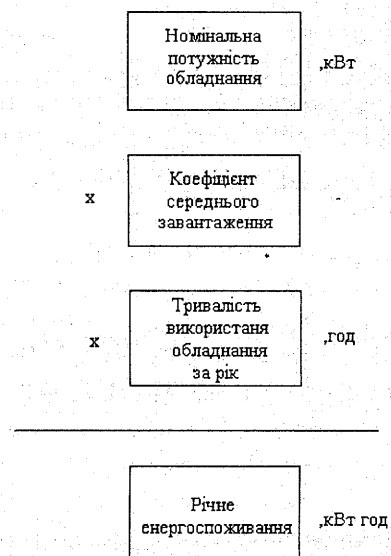 Номінальна
потужність
обладнання
,кВт
x
Коефіцієнт
середнього
завантаження
-
x
Тривалість
використаня
обладнання
за рік
,год
Річне
енергоспоживання
,кВт год